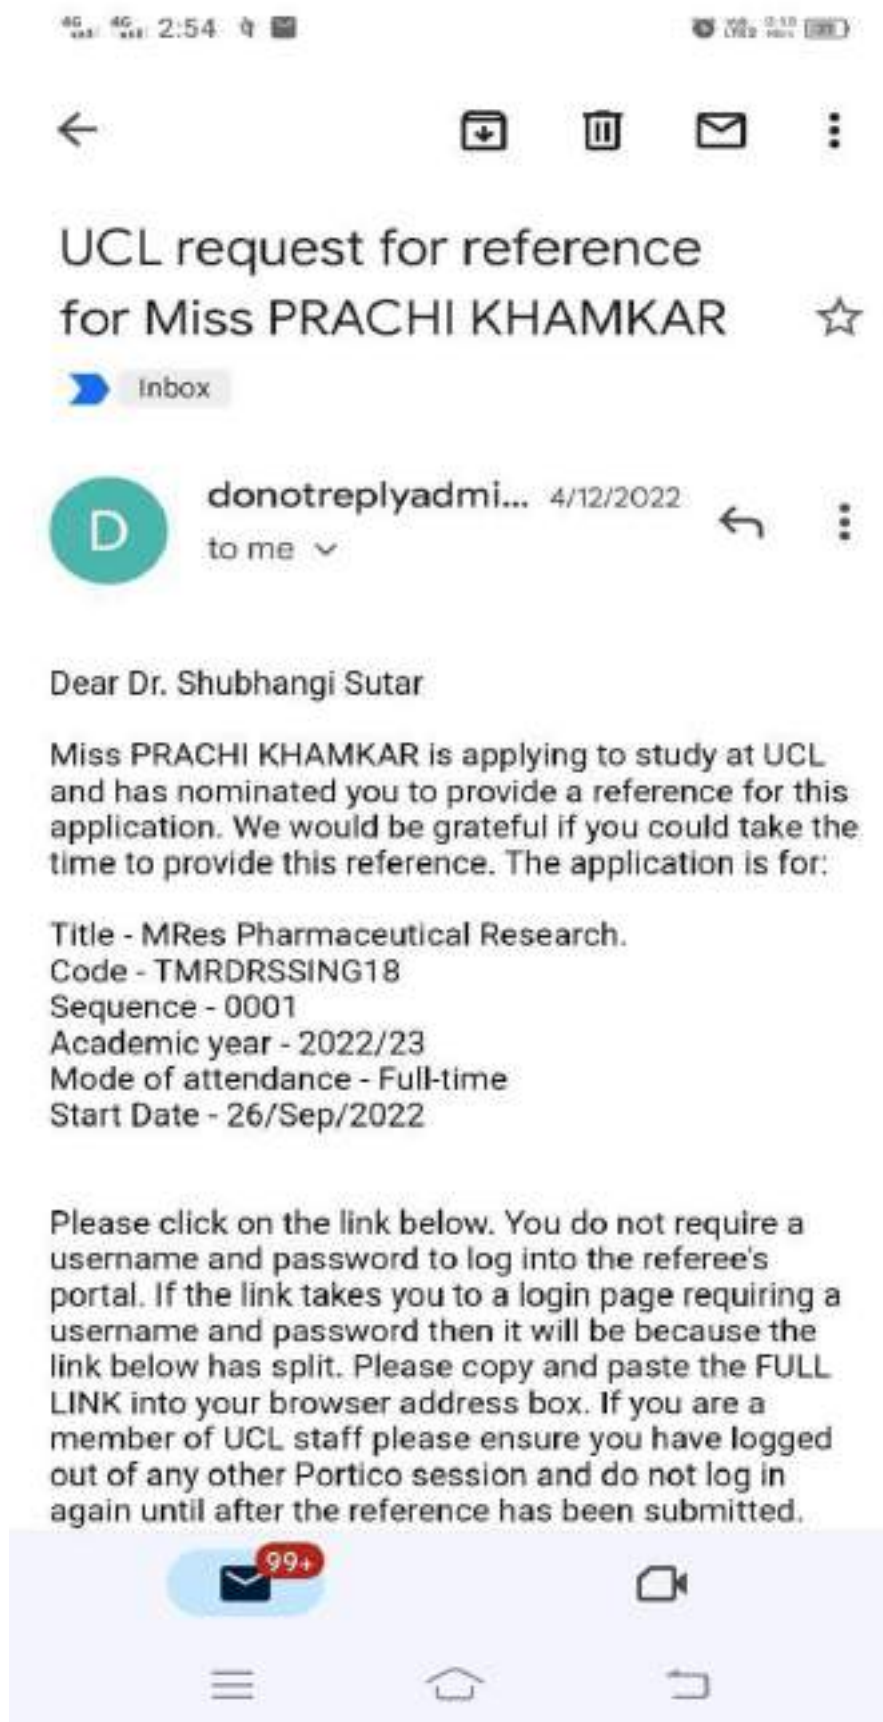 4G 4G 2:54
UCL request for reference
for Miss PRACHI KHAMKAR
Inbox
D
donotreplyadmi... 4/12/2022
to me
Dear Dr. Shubhangi Sutar
Miss PRACHI KHAMKAR is applying to study at UCL
and has nominated you to provide a reference for this
application. We would be grateful if you could take the
time to provide this reference. The application is for:
Title - MRes Pharmaceutical Research.
Code - TMRDRSSING18
Sequence - 0001
Academic year - 2022/23
Mode of attendance - Full-time
Start Date - 26/Sep/2022
Please click on the link below. You do not require a
username and password to log into the referee's
portal. If the link takes you to a login page requiring a
username and password then it will be because the
link below has split. Please copy and paste the FULL
LINK into your browser address box. If you are a
member of UCL staff please ensure you have logged
out of any other Portico session and do not log in
again until after the reference has been submitted.
99+